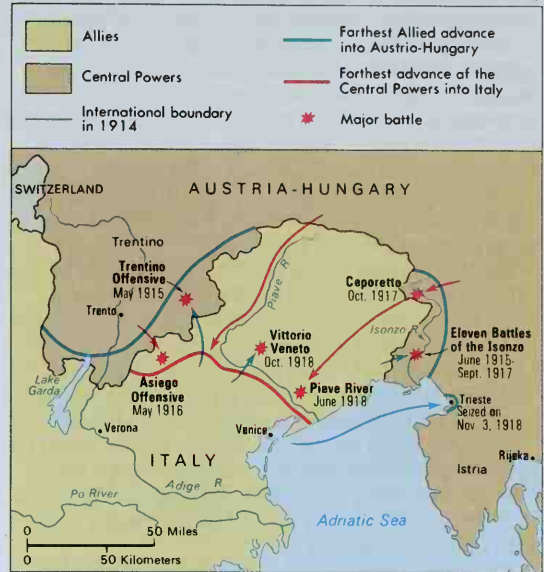 Allies
Central Powers
International boundary
in 1914
Farthest Allied advance
into Austrio-Hungary
Forthest advance of the
Central Powers into Italy
Major battle
SWITZERLAND
AUSTRIA-HUNGARY
Trentino
Trentino
Offensive
May 1915
Trento
Piave R
Ceporetto
Oct. 1917
Isonzo R
Eleven Battles
of the Isonzo
June 1915-
Sept. 1917
Vittorio
Veneto
Oct. 1918
Asiego
Offensive
May 1916
Pieve River
June 1918
Trieste
Seized on
Nov. 3, 1918
Lake
Garda
Verona
Venice
Rijeka
ITALY
Istria
Adige R
Po River
Adriatic Sea
0 50 Miles
0 50 Kilometers